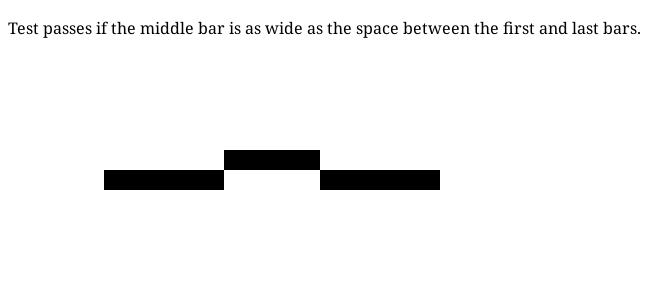 Test passes if the middle bar is as wide as the space between the first and last bars.